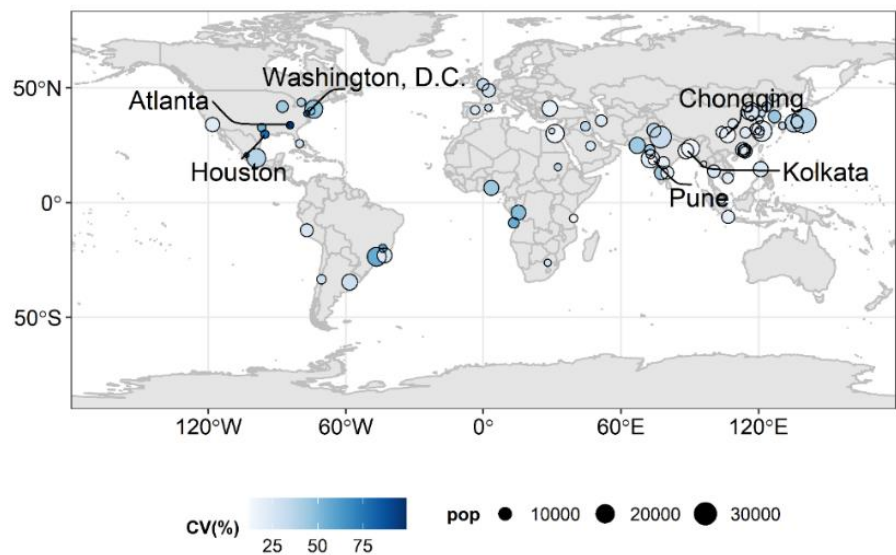 50°N
0°
50°S
Washington, D.C.
Atlanta
Houston
Chongqing
Kolkata
Pune
120°W 60°W 0° 60°E 120°E
CV(%)
25 50 75
pop 10000 20000 30000